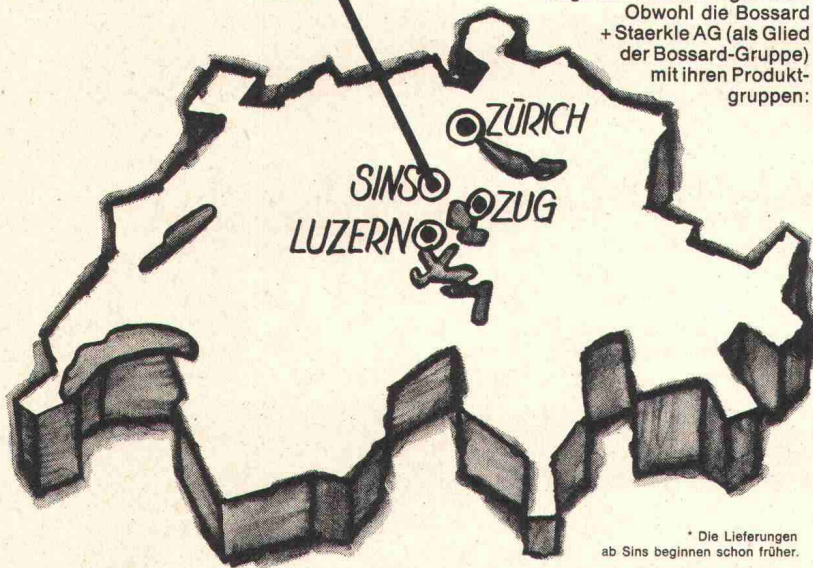 Obwohl die Bossard
+ Staerkle AG (als Glied
der Bossard-Gruppe)
mit ihren Produkt-
gruppen:
ZÜRICH
SINS
ZUG
LUZERN
* Die Lieferungen
ab Sins beginnen schon früher.